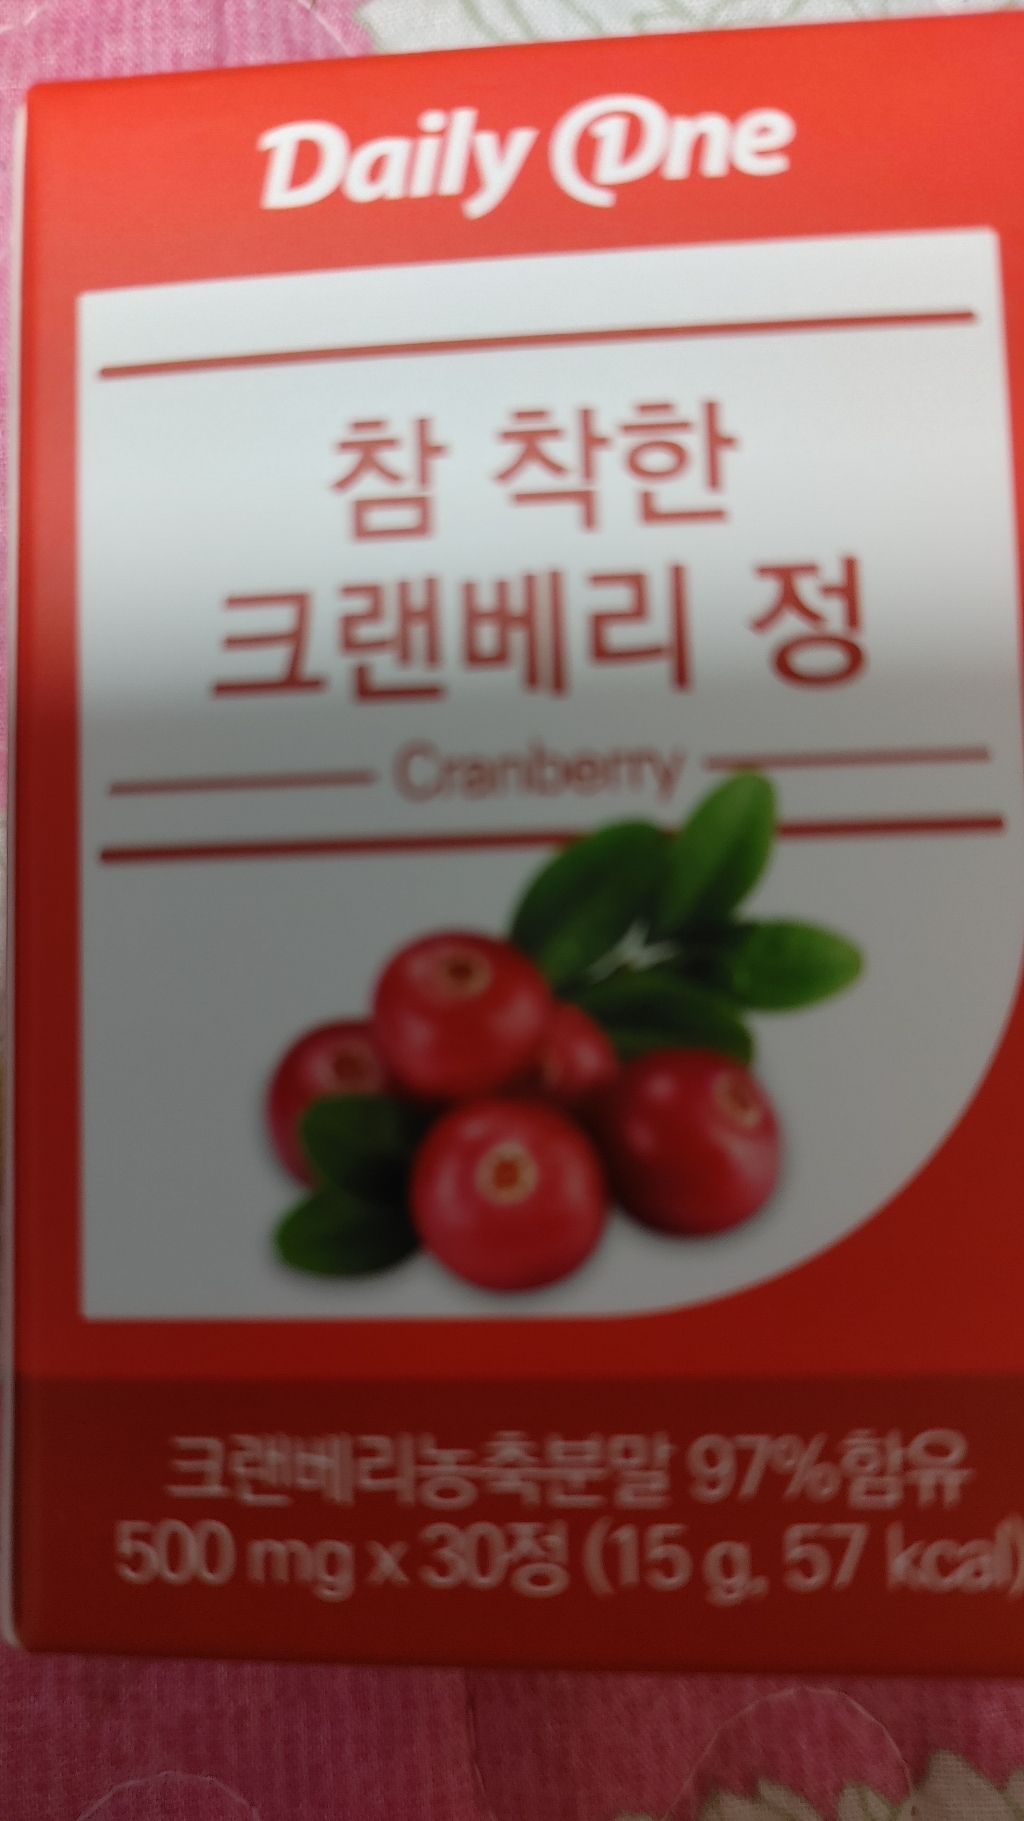 Daily One
참 착한
크랜베리 정
Cranberry
크랜베리농축분말 97%함유
500 mg x 30정 (15 g, 57 kcal)